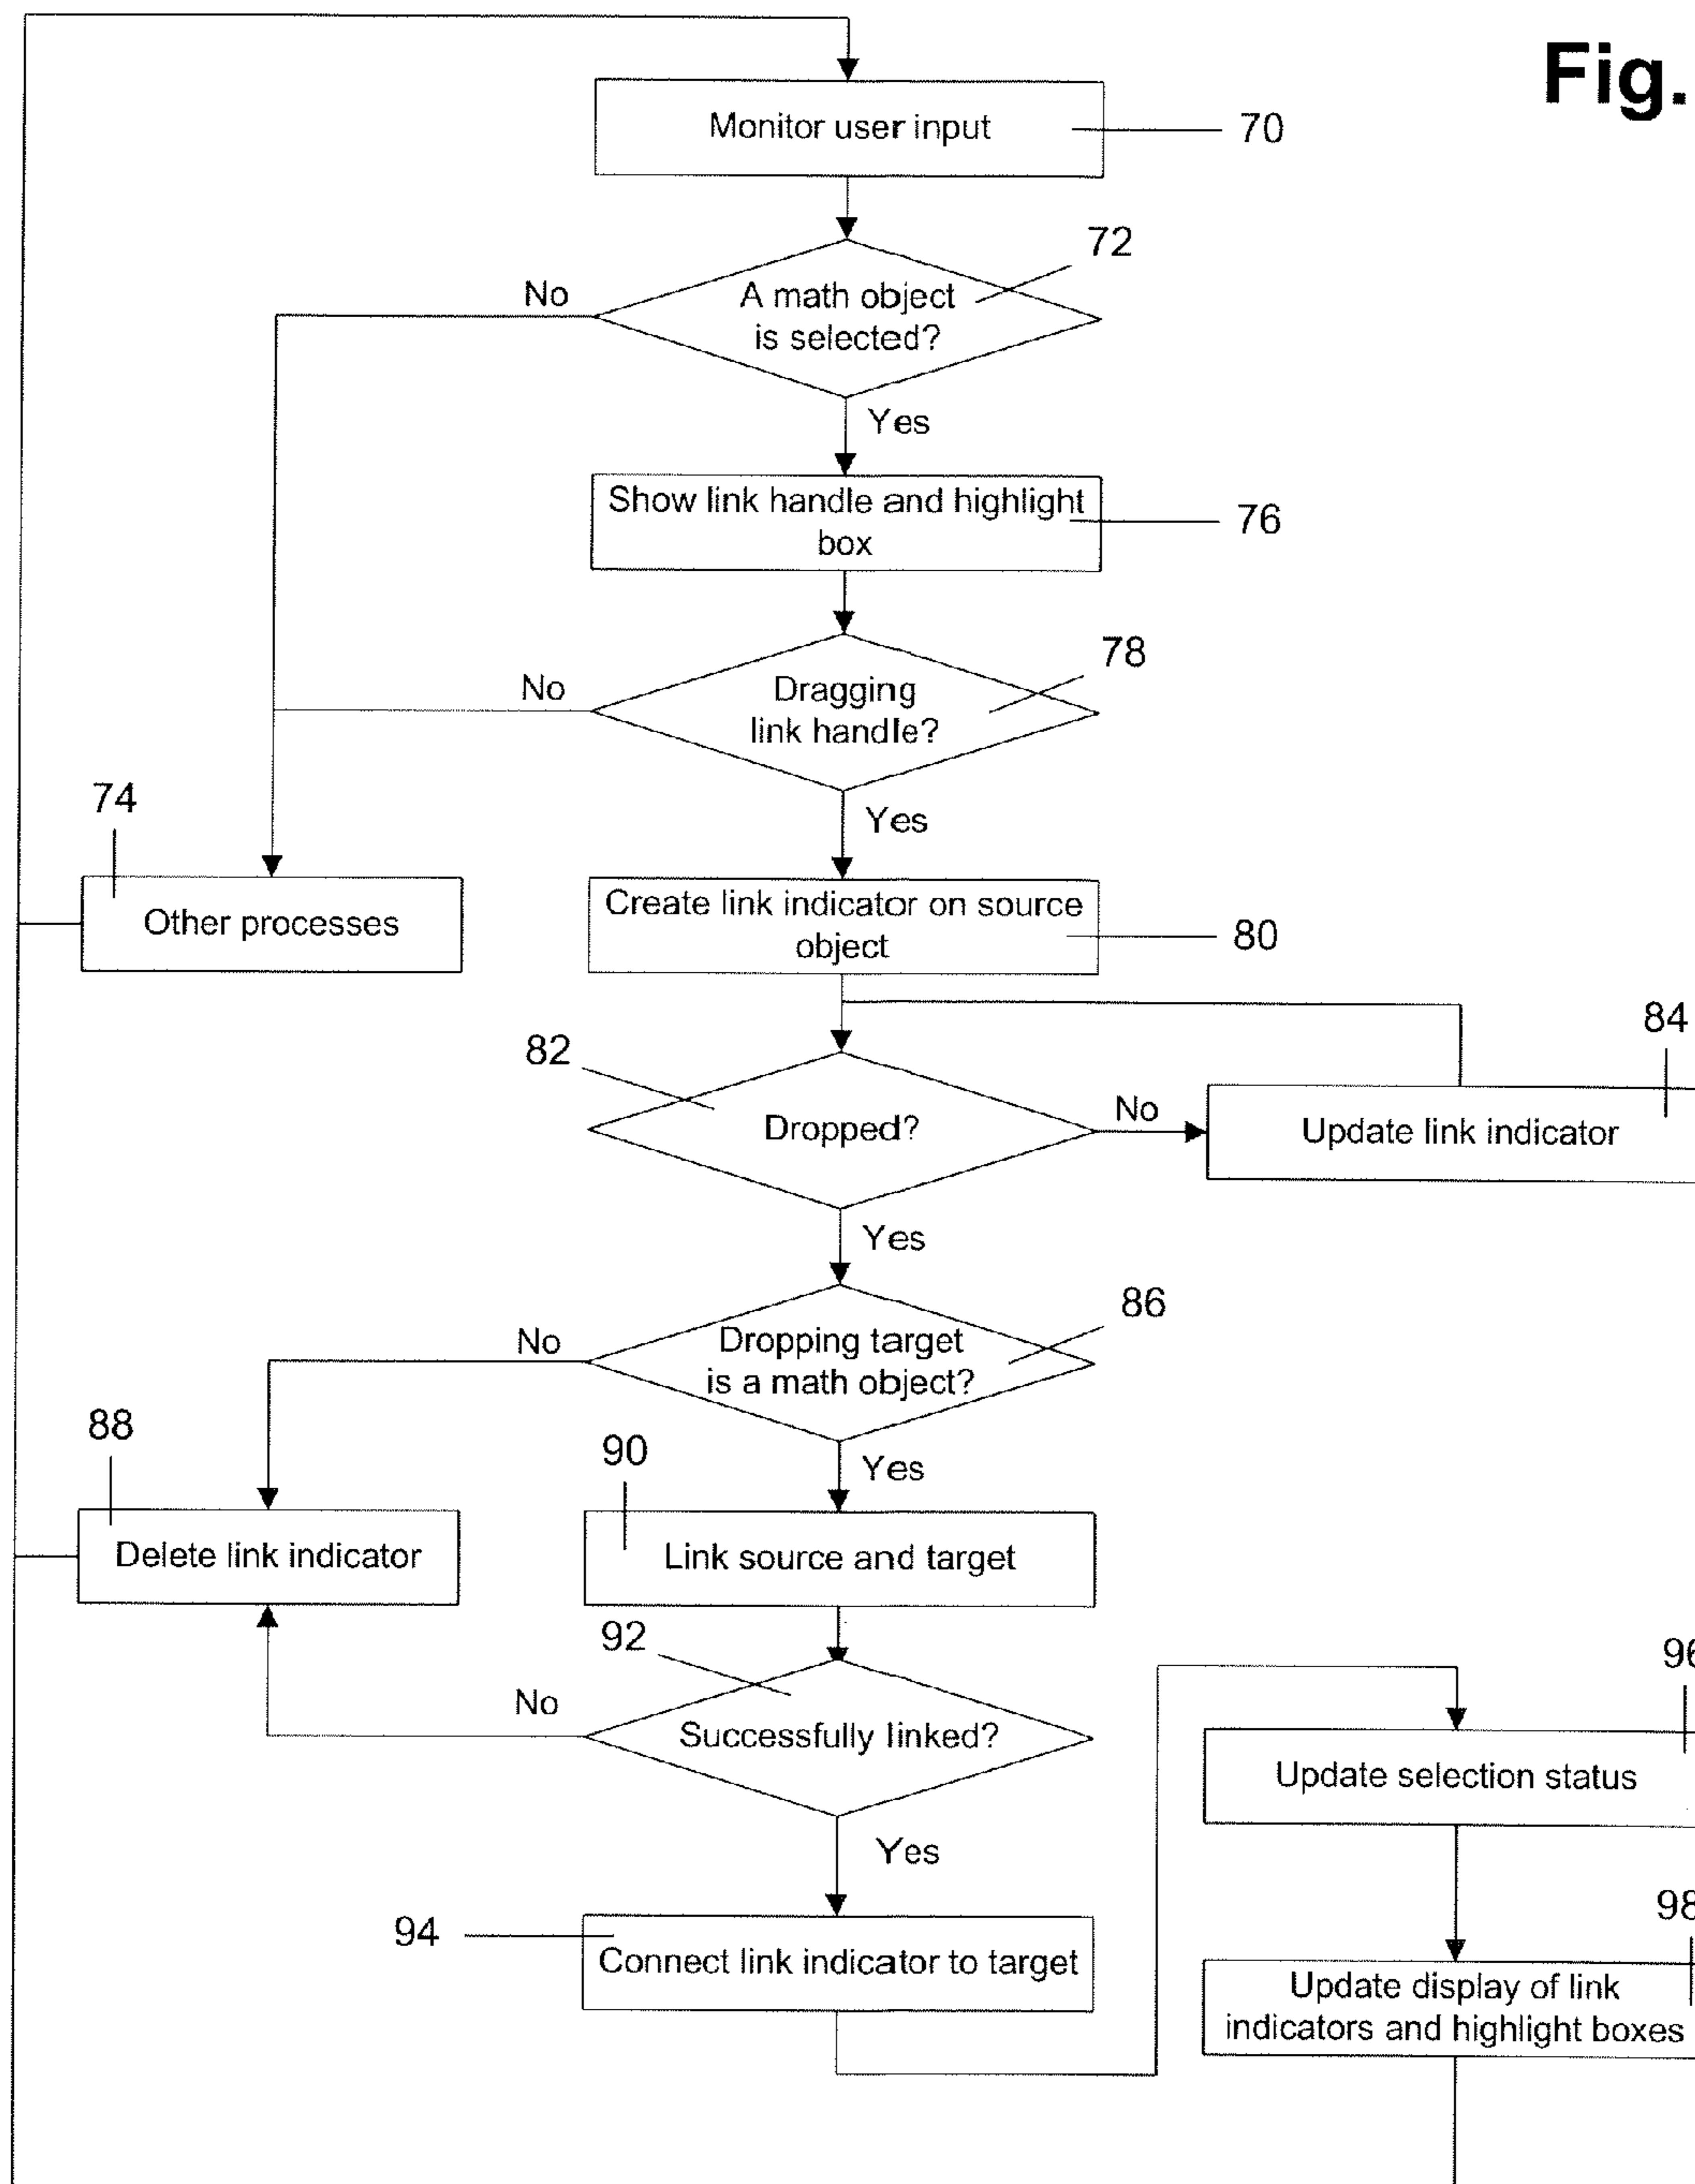 Fig.
Monitor user input
70
72
No
A math object
is selected?
Yes
Show link handle and highlight
box
76
78
No
Dragging
link handle?
74
Yes
Other processes
Create link indicator on source
object
80
84
82
Dropped?
No
Update link indicator
Yes
86
No
Dropping target
is a math object?
88
90
Yes
Delete link indicator
Link source and target
92
96
No
Successfully linked?
Update selection status
Yes
98
94
Connect link indicator to target
Update display of link
indicators and highlight boxes